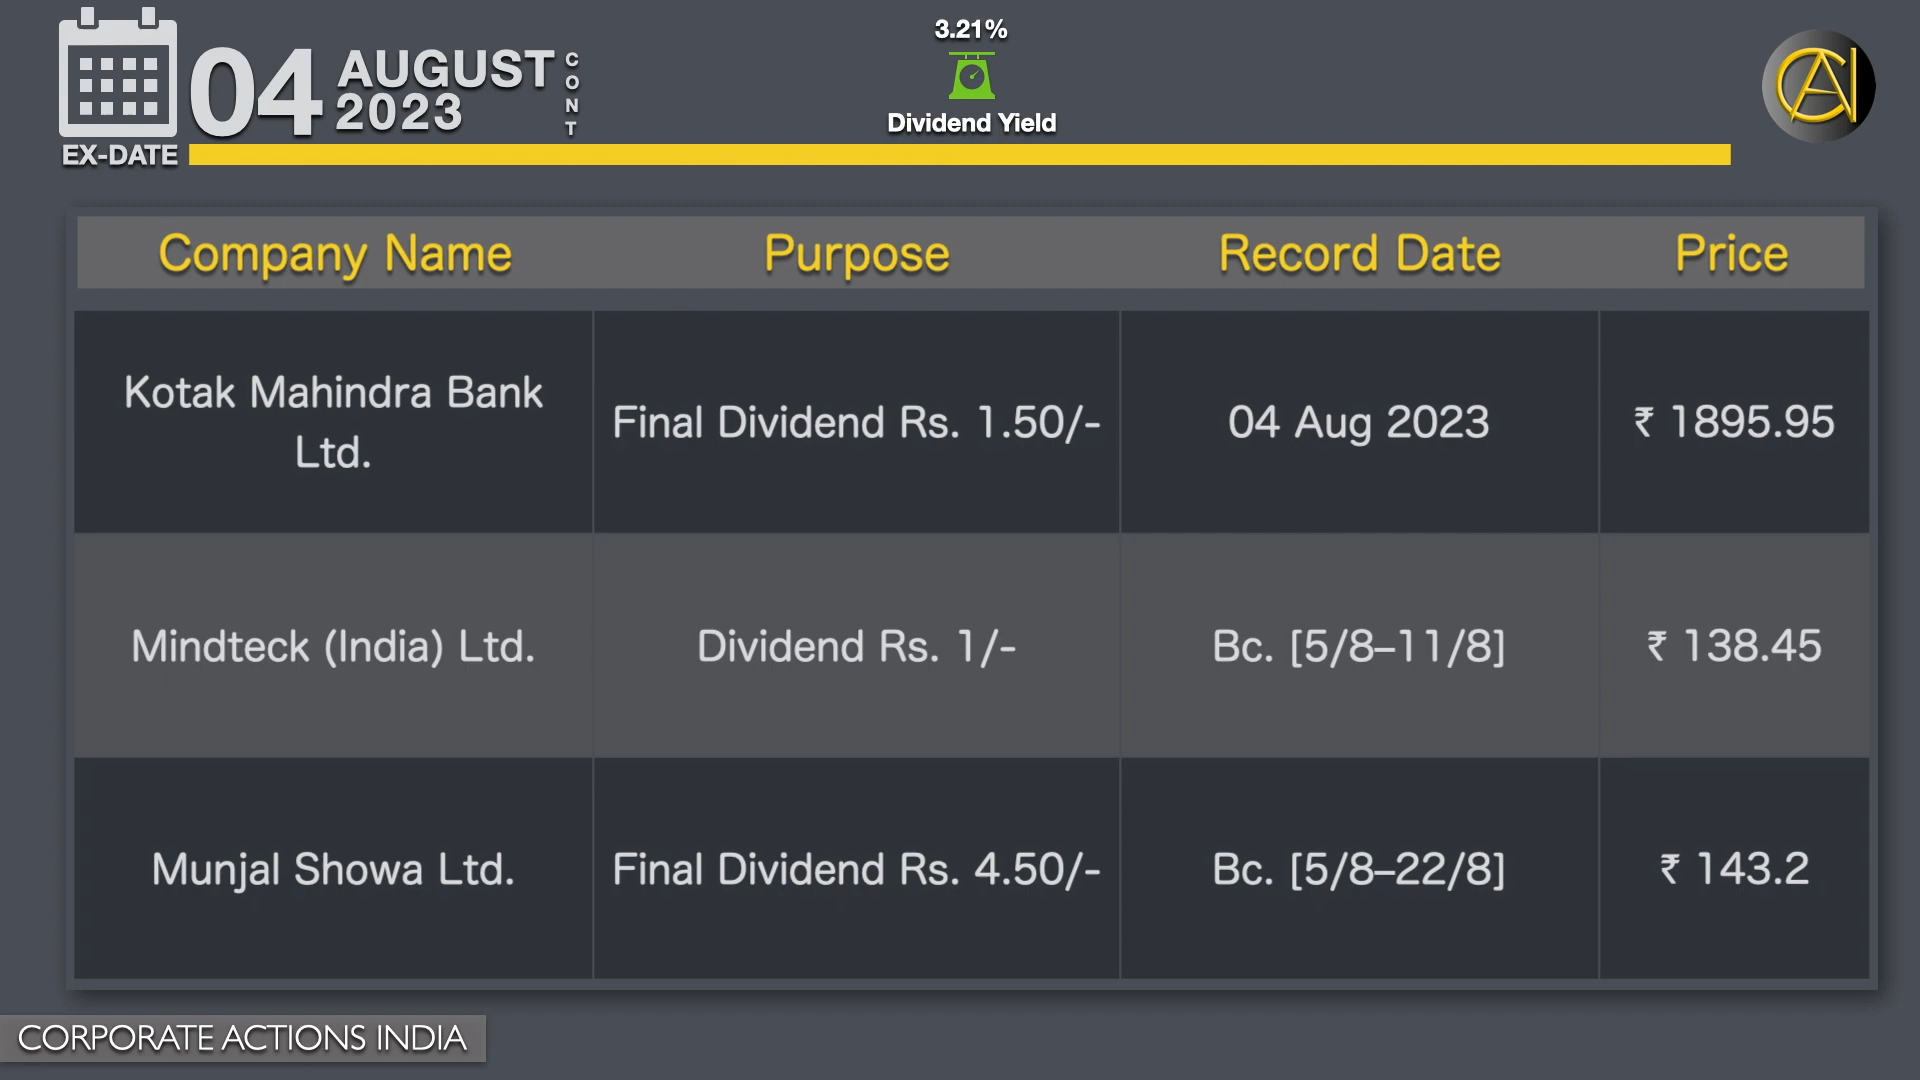 04 AUGUST 2023 CONT
EX-DATE
3.21%
Dividend Yield
CAI
Company Name Purpose Record Date Price
Kotak Mahindra Bank Ltd. Final Dividend Rs. 1.50/- 04 Aug 2023 ₹ 1895.95
Mindteck (India) Ltd. Dividend Rs. 1/- Bc. [5/8–11/8] ₹ 138.45
Munjal Showa Ltd. Final Dividend Rs. 4.50/- Bc. [5/8–22/8] ₹ 143.2
CORPORATE ACTIONS INDIA